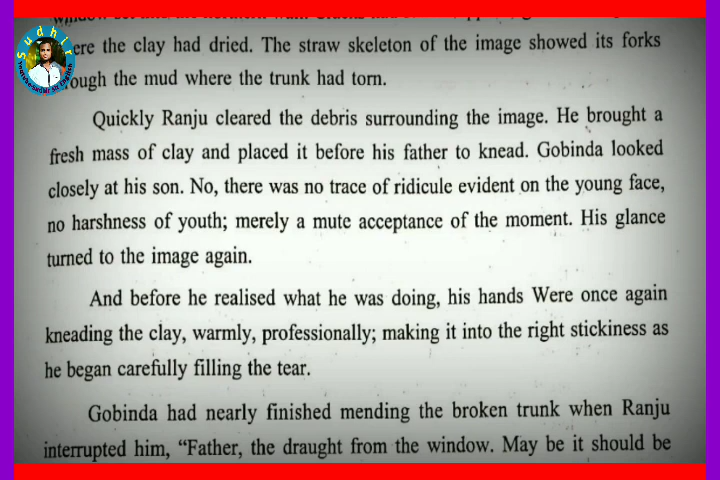 Sudhir
ere the clay had dried. The straw skeleton of the image showed its forks
ough the mud where the trunk had torn.
Quickly Ranju cleared the debris surrounding the image. He brought a
fresh mass of clay and placed it before his father to knead. Gobinda looked
closely at his son. No, there was no trace of ridicule evident on the young face,
no harshness of youth; merely a mute acceptance of the moment. His glance
turned to the image again.
And before he realised what he was doing, his hands Were once again
kneading the clay, warmly, professionally; making it into the right stickiness as
he began carefully filling the tear.
Gobinda had nearly finished mending the broken trunk when Ranju
interrupted him, “Father, the draught from the window. May be it should be